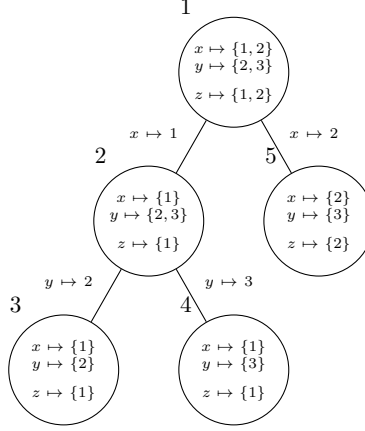 1
x ↦ {1, 2}
y ↦ {2, 3}
z ↦ {1, 2}
x ↦ 1
x ↦ 2
2
x ↦ {1}
y ↦ {2, 3}
z ↦ {1}
5
x ↦ {2}
y ↦ {3}
z ↦ {2}
y ↦ 2
y ↦ 3
3
x ↦ {1}
y ↦ {2}
z ↦ {1}
4
x ↦ {1}
y ↦ {3}
z ↦ {1}